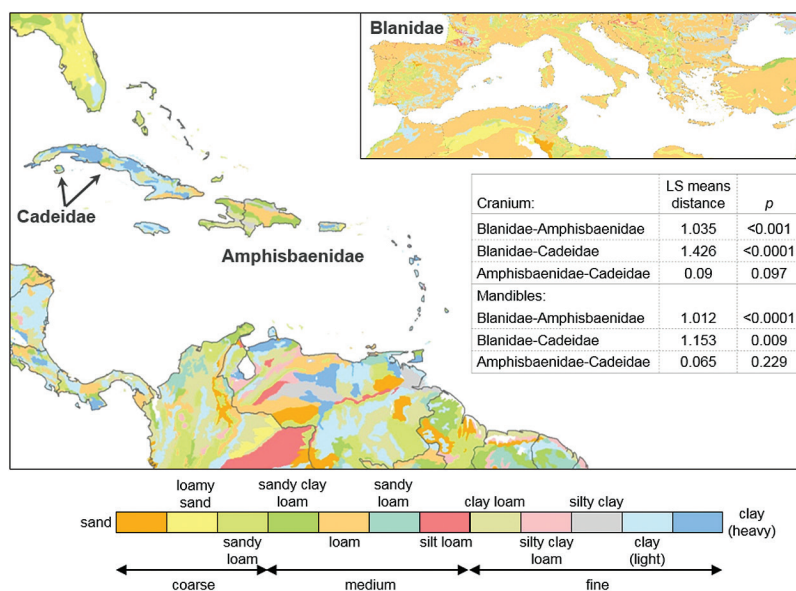 Blanidae
Cadeidae
Amphisbaenidae
Cranium: LS means distance p
Blanidae-Amphisbaenidae 1.035 <0.001
Blanidae-Cadeidae 1.426 <0.0001
Amphisbaenidae-Cadeidae 0.09 0.097
Mandibles:
Blanidae-Amphisbaenidae 1.012 <0.0001
Blanidae-Cadeidae 1.153 0.009
Amphisbaenidae-Cadeidae 0.065 0.229
sand
loamy
sand
sandy
loam
sandy clay
loam
loam
sandy
loam
silt loam
clay loam
silty clay
loam
silty clay
clay
(light)
clay
(heavy)
coarse
medium
fine